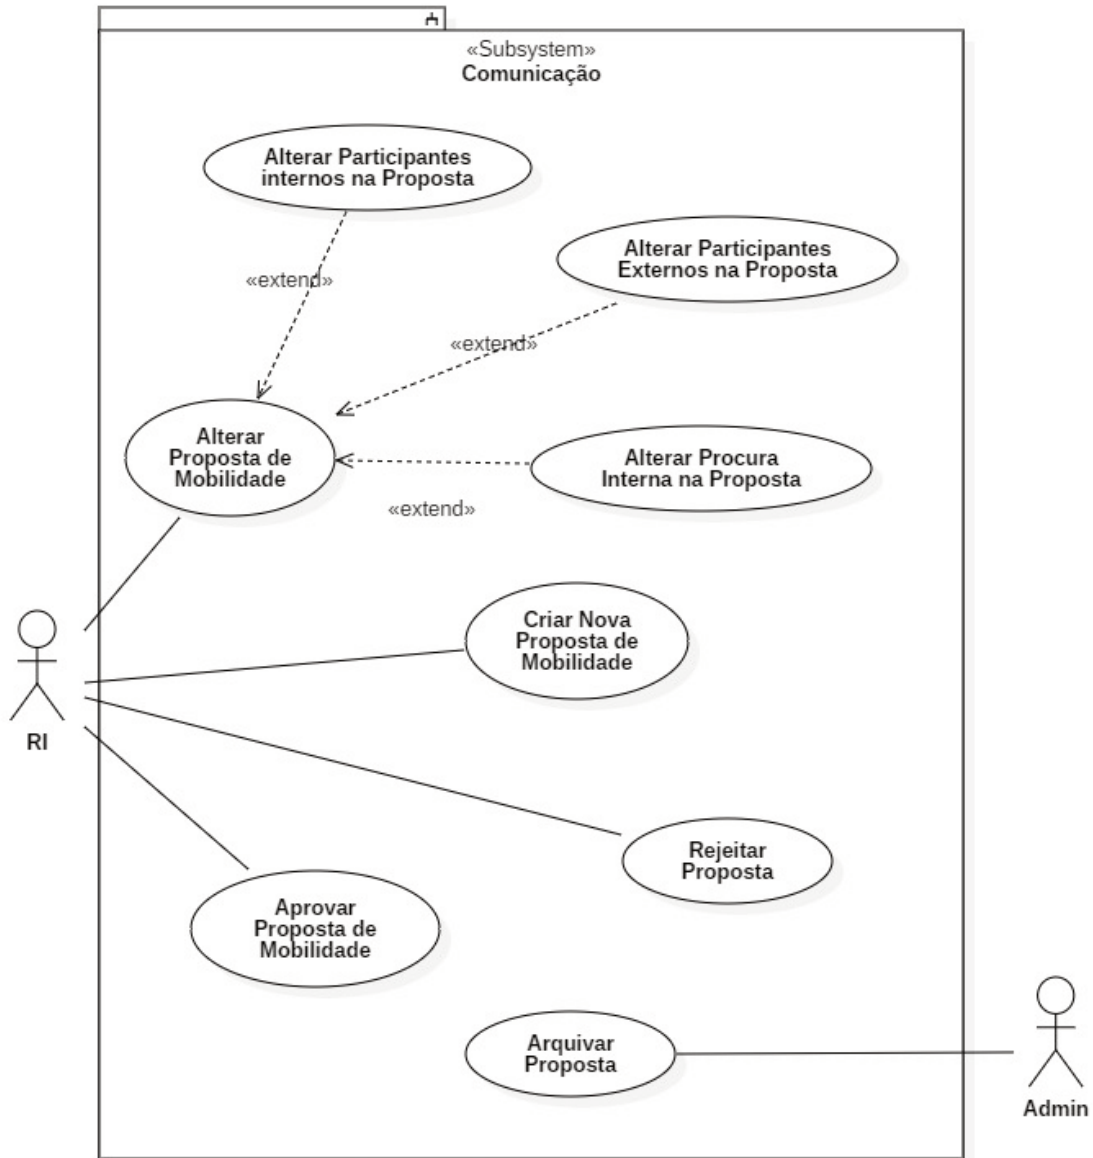 «Subsystem»
Comunicação
Alterar Participantes
internos na Proposta
Alterar Participantes
Externos na Proposta
«extend»
«extend»
Alterar
Proposta de
Mobilidade
Alterar Procura
Interna na Proposta
«extend»
Criar Nova
Proposta de
Mobilidade
RI
Rejeitar
Proposta
Aprovar
Proposta de
Mobilidade
Arquivar
Proposta
Admin